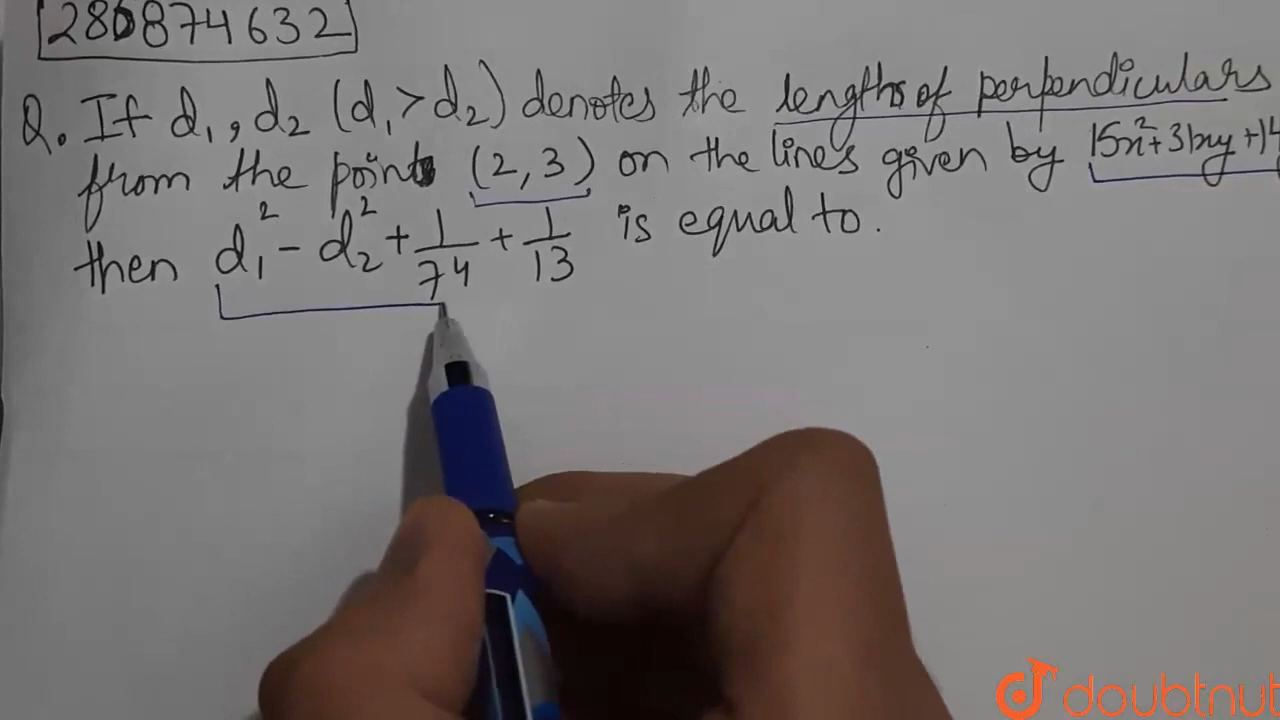 286874632
Q. If d₁, d₂ (d₁>d₂) denotes the lengths of perpendiculars
from the point (2,3) on the lines given by 15x²+31xy+14
then d₁² - d₂² + 1/74 + 1/13 is equal to.
doubtnut